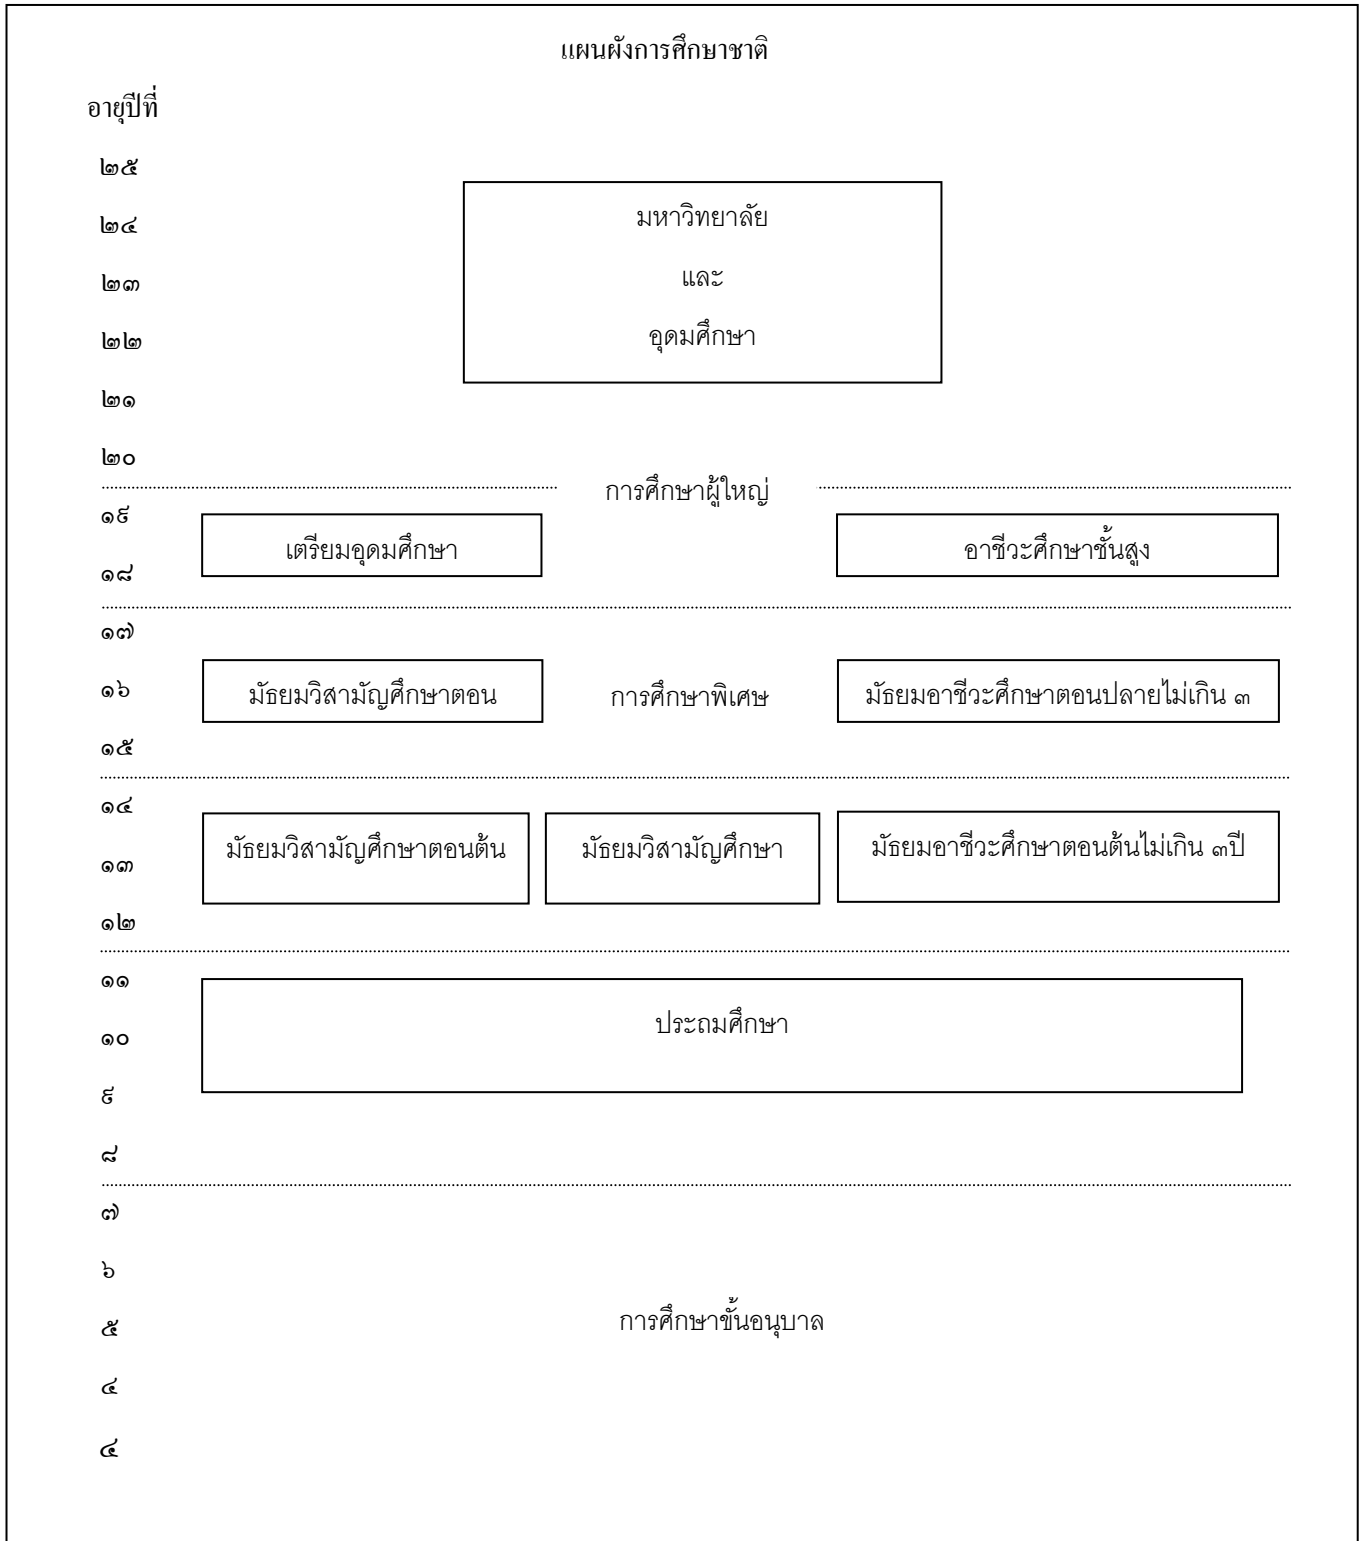 แผนผังการศึกษาชาติ
อายุปีที่
๒๕
๒๔
มหาวิทยาลัย
๒๓
และ
๒๒
อุดมศึกษา
๒๑
๒๐
การศึกษาผู้ใหญ่
๑๙
เตรียมอุดมศึกษา
อาชีวะศึกษาชั้นสูง
๑๘
๑๗
๑๖
มัธยมวิสามัญศึกษาตอน
การศึกษาพิเศษ
มัธยมอาชีวะศึกษาตอนปลายไม่เกิน ๓
๑๕
๑๔
มัธยมวิสามัญศึกษาตอนต้น
มัธยมวิสามัญศึกษา
มัธยมอาชีวะศึกษาตอนต้นไม่เกิน ๓ปี
๑๓
๑๒
๑๑
ประถมศึกษา
๑๐
๙
๘
๗
๖
๕
การศึกษาขั้นอนุบาล
๔
๔